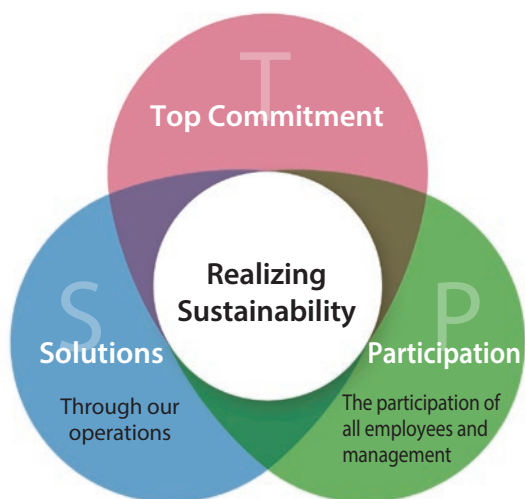 T
Top Commitment
Realizing
Sustainability
S
Solutions
Through our
operations
P
Participation
The participation of
all employees and
management